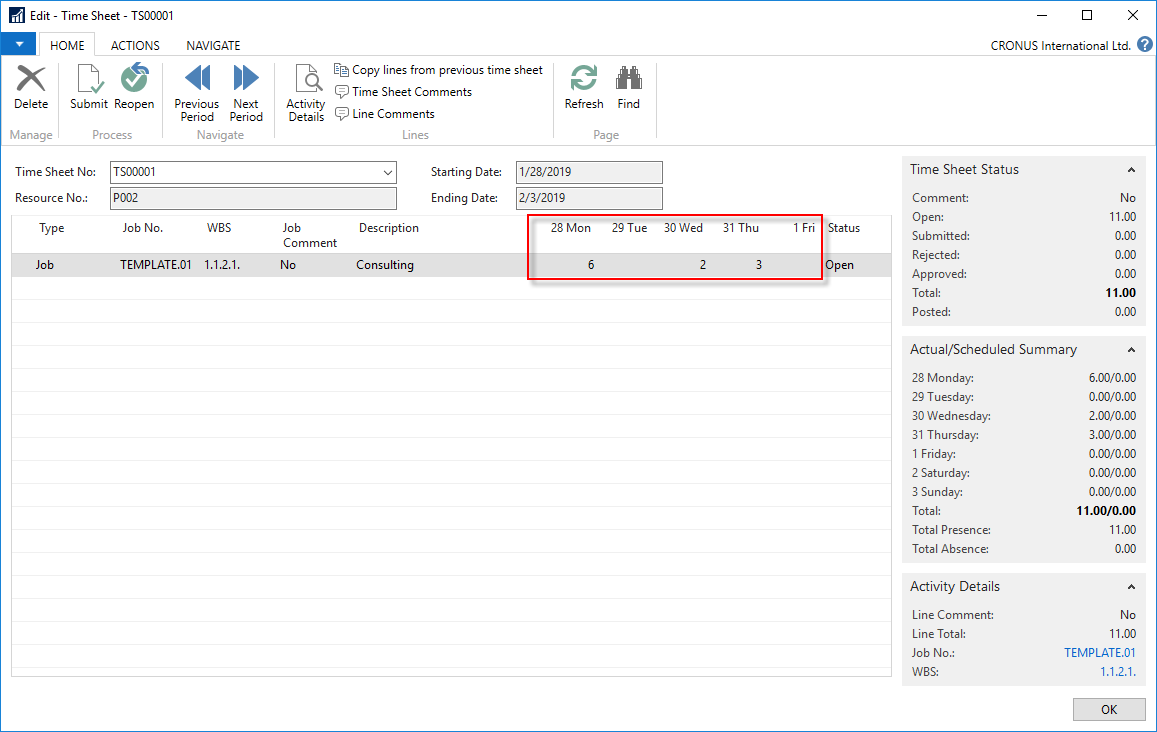 Edit - Time Sheet - TS00001
HOME ACTIONS NAVIGATE CRONUS International Ltd. ?
Delete
Manage
Submit Reopen
Process
Previous Period Next Period
Navigate
Activity Details
Copy lines from previous time sheet
Time Sheet Comments
Line Comments
Lines
Refresh Find
Page
Time Sheet No: TS00001 Starting Date: 1/28/2019
Resource No.: P002 Ending Date: 2/3/2019
Type Job No. WBS Job Comment Description 28 Mon 29 Tue 30 Wed 31 Thu 1 Fri Status
Job TEMPLATE.01 1.1.2.1. No Consulting 6 2 3 Open
Time Sheet Status
Comment: No
Open: 11.00
Submitted: 0.00
Rejected: 0.00
Approved: 0.00
Total: 11.00
Posted: 0.00
Actual/Scheduled Summary
28 Monday: 6.00/0.00
29 Tuesday: 0.00/0.00
30 Wednesday: 2.00/0.00
31 Thursday: 3.00/0.00
1 Friday: 0.00/0.00
2 Saturday: 0.00/0.00
3 Sunday: 0.00/0.00
Total: 11.00/0.00
Total Presence: 11.00
Total Absence: 0.00
Activity Details
Line Comment: No
Line Total: 11.00
Job No.: TEMPLATE.01
WBS: 1.1.2.1.
OK